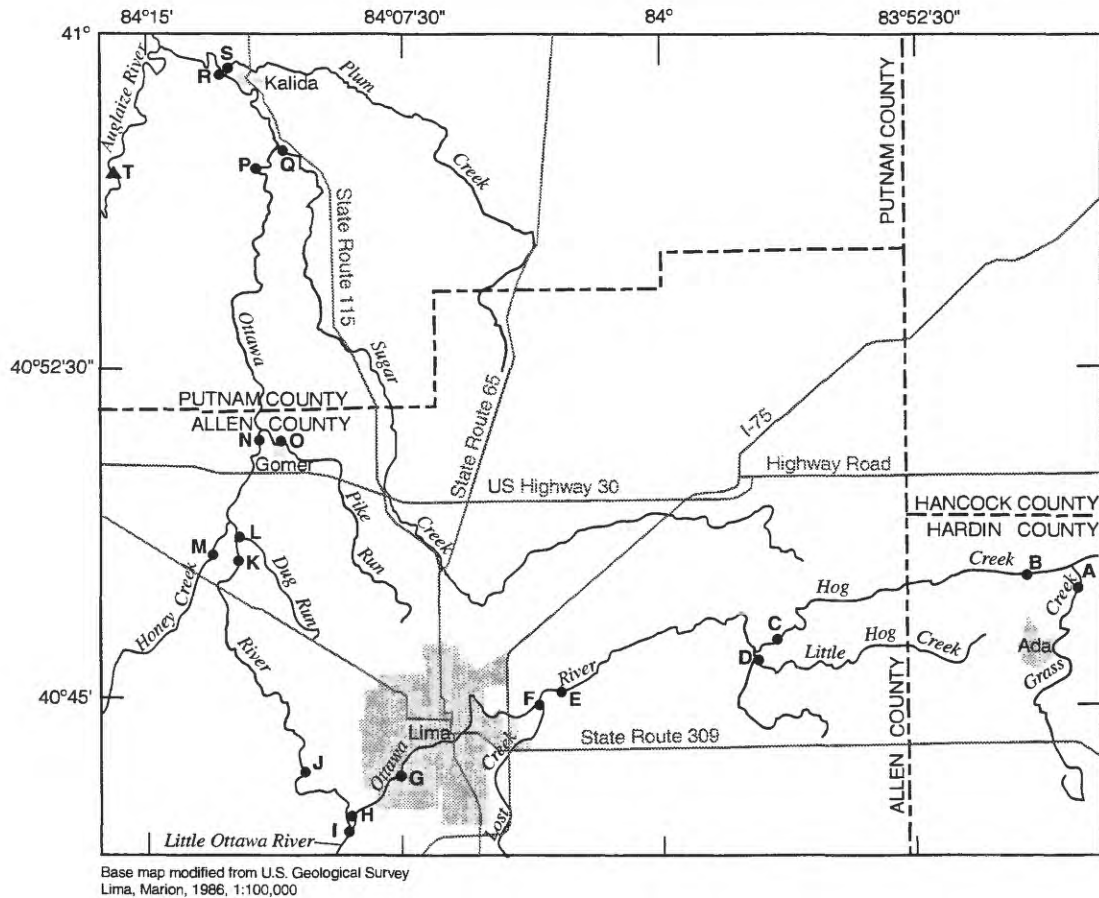 84°15' 84°07'30" 84° 83°52'30"
41°
Auglaize River
R
S
Kalida
Plum
Creek
T
P
Q
State Route 115
PUTNAM COUNTY
Ottawa
40°52'30"
Sugar
State Route 65
PUTNAM COUNTY
ALLEN COUNTY
I-75
N
O
Gomer
US Highway 30
Highway Road
Pike
Run
Creek
HANCOCK COUNTY
HARDIN COUNTY
L
M
K
Dug
Run
Honey Creek
Hog
Creek
B
A
Creek
C
River
D
Little
Hog
Creek
Ada
Grass
40°45'
River
F
E
Lima
Ottawa
Creek
State Route 309
ALLEN COUNTY
J
G
H
I
Lost
Little Ottawa River
Base map modified from U.S. Geological Survey
Lima, Marion, 1986, 1:100,000